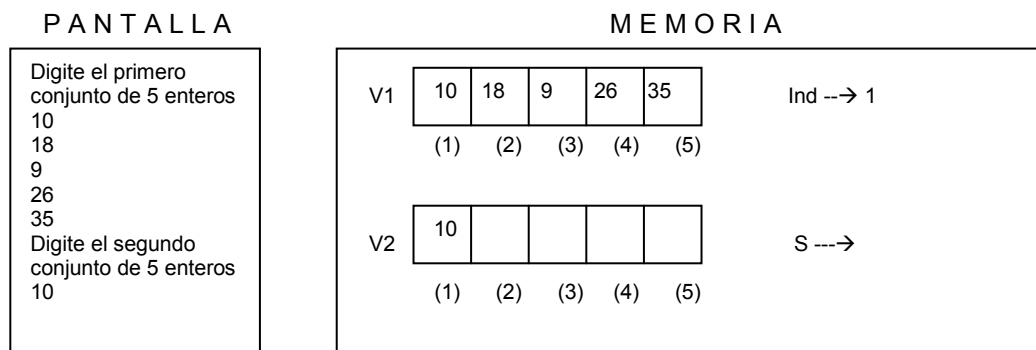 PANTALLA
MEMORIA
Digite el primero
conjunto de 5 enteros
10
18
9
26
35
Digite el segundo
conjunto de 5 enteros
10
V1 10 18 9 26 35 Ind --→ 1
(1) (2) (3) (4) (5)
V2 10 S ---→
(1) (2) (3) (4) (5)